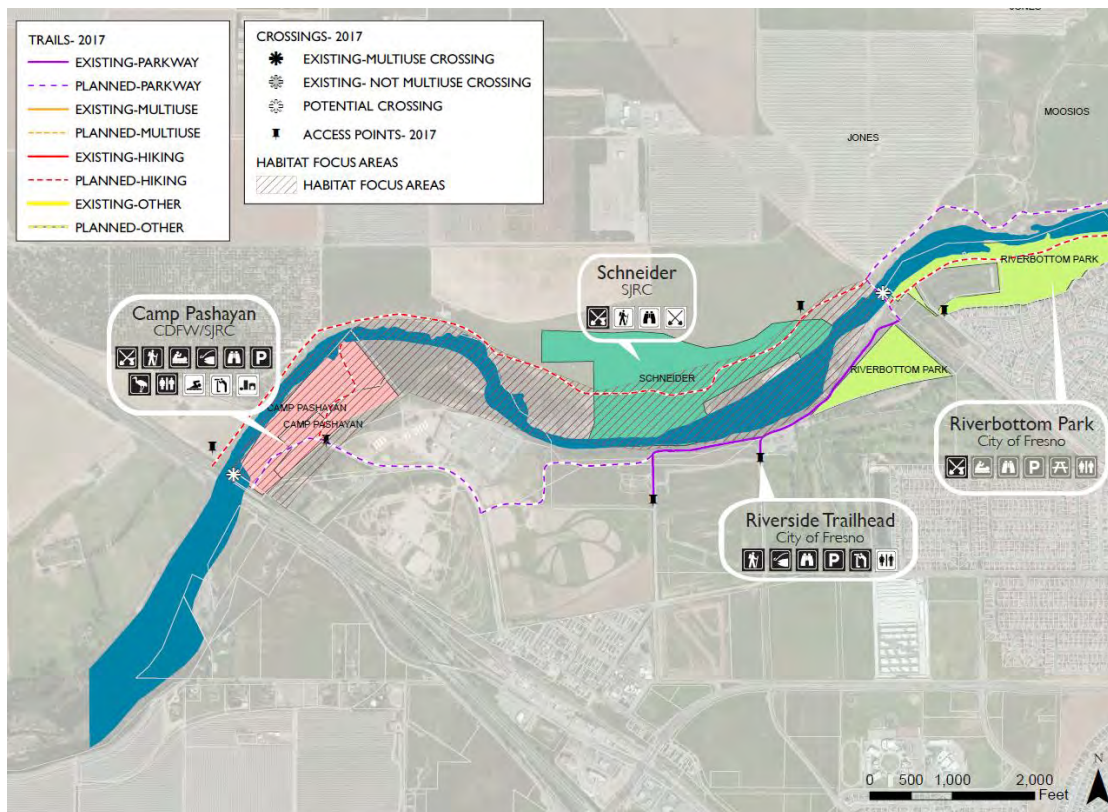 TRAILS- 2017
EXISTING-PARKWAY
PLANNED-PARKWAY
EXISTING-MULTIUSE
PLANNED-MULTIUSE
EXISTING-HIKING
PLANNED-HIKING
EXISTING-OTHER
PLANNED-OTHER
CROSSINGS- 2017
EXISTING-MULTIUSE CROSSING
EXISTING- NOT MULTIUSE CROSSING
POTENTIAL CROSSING
ACCESS POINTS- 2017
HABITAT FOCUS AREAS
HABITAT FOCUS AREAS
JONES
MOOSIOS
JONES
Schneider
SJRC
RIVERBOTTOM PARK
Camp Pashayan
CDFW/SJRC
P
SCHNEIDER
RIVERBOTTOM PARK
CAMP PASHAYAN
CAMP PASHAYAN
Riverbottom Park
City of Fresno
P
Riverside Trailhead
City of Fresno
P
N
0 500 1,000 2,000
Feet